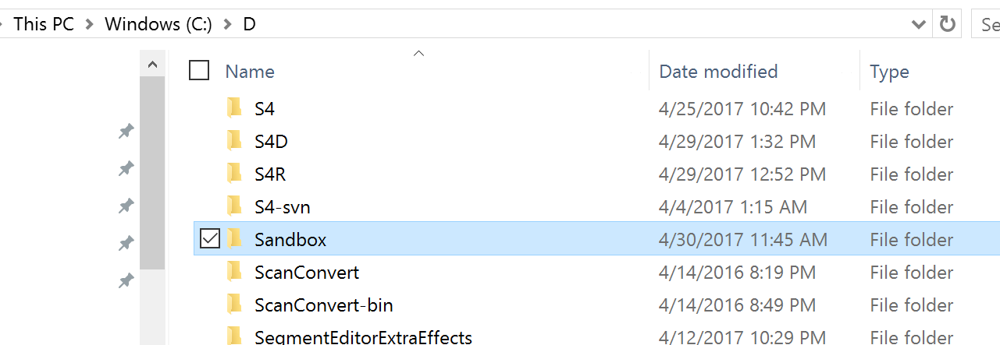 This PC > Windows (C:) > D Se
Name Date modified Type
S4 4/25/2017 10:42 PM File folder
S4D 4/29/2017 1:32 PM File folder
S4R 4/29/2017 12:52 PM File folder
S4-svn 4/4/2017 1:15 AM File folder
Sandbox 4/30/2017 11:45 AM File folder
ScanConvert 4/14/2016 8:19 PM File folder
ScanConvert-bin 4/14/2016 8:49 PM File folder
SegmentEditorExtraEffects 4/12/2017 10:29 PM File folder